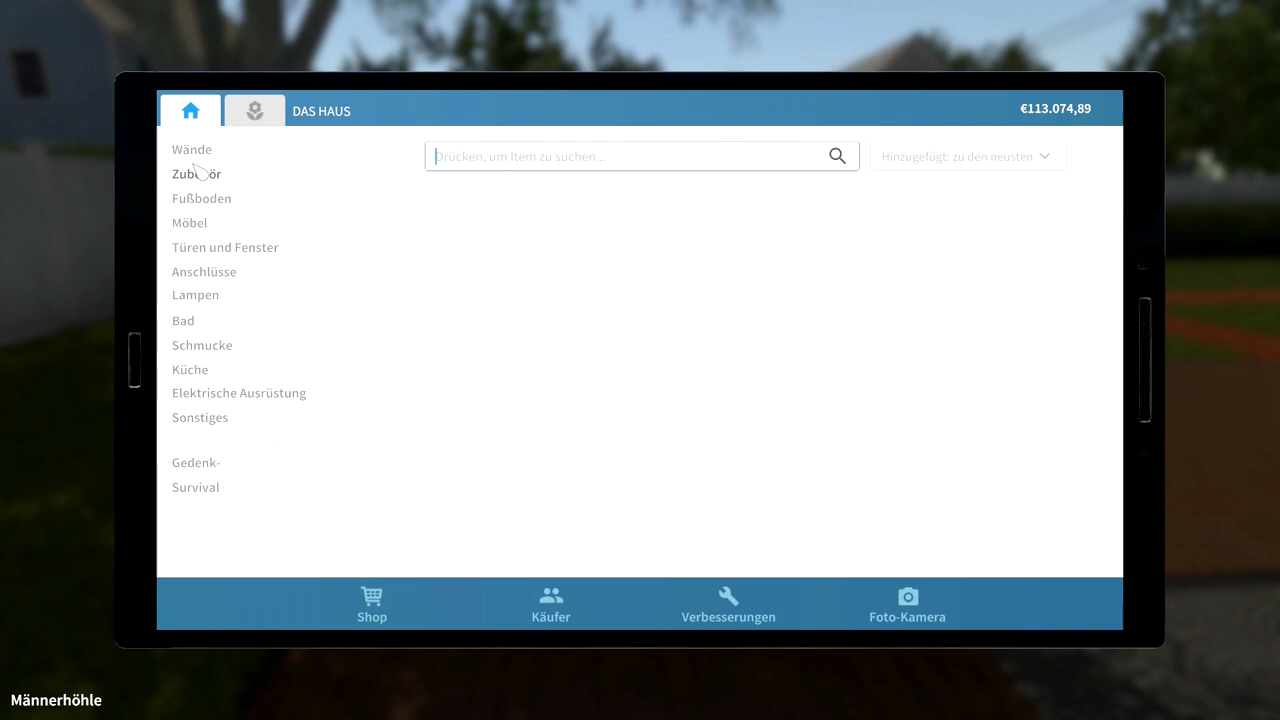 DAS HAUS
€113.074,89
Wände
Drücken, um Item zu suchen...
Hinzugefügt: zu den neusten
Zubehör
Fußboden
Möbel
Türen und Fenster
Anschlüsse
Lampen
Bad
Schmucke
Küche
Elektrische Ausrüstung
Sonstiges
Gedenk-
Survival
Shop
Käufer
Verbesserungen
Foto-Kamera
Männerhöhle